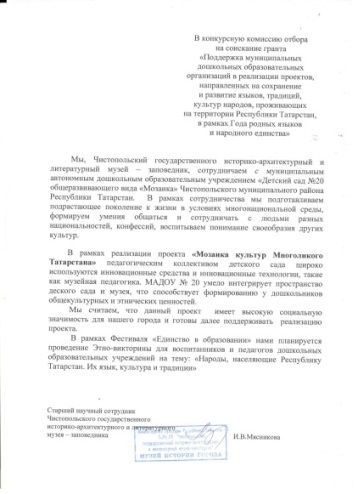 В конкурсную комиссию отбора
на соискание гранта
«Поддержка муниципальных
дошкольных образовательных
организаций в реализации проектов,
направленных на сохранение
и развитие языков, традиций,
культур народов, проживающих
на территории Республики Татарстан,
в рамках Года родных языков
и народного единства»
Мы, Чистопольский государственного историко-архитектурный и
литературный музей – заповедник, сотрудничаем с муниципальным
автономным дошкольным образовательным учреждением «Детский сад №20
общеразвивающего вида «Мозаика» Чистопольского муниципального района
Республики Татарстан. В рамках сотрудничества мы подготавливаем
подрастающее поколение к жизни в условиях многонациональной среды,
формируем умения общаться и сотрудничать с людьми разных
национальностей, конфессий, воспитываем понимание своеобразия других
культур.
В рамках реализации проекта «Мозаика культур Многоликого
Татарстана» педагогическим коллективом детского сада широко
используются инновационные средства и инновационные технологии, такие
как музейная педагогика. МАДОУ № 20 умело интегрирует пространство
деского сада и музея, что способствует формированию у дошкольников
общекультурных и этнических ценностей.
Мы считаем, что данный проект имеет высокую социальную
значимость для нашего города и готовы далее поддерживать реализацию
проекта.
В рамках Фестиваля «Единство в образовании» нами планируется
проведение Этно-викторины для воспитанников и педагогов дошкольных
образовательных учреждений на тему: «Народы, населяющие Республику
Татарстан. Их язык, культура и традиции»
Старший научный сотрудник
Чистопольского государственного
историко-архитектурного и литературного
музея – заповедника И.В.Мясникова
МУЗЕЙ ИСТОРИИ ГОРОДА